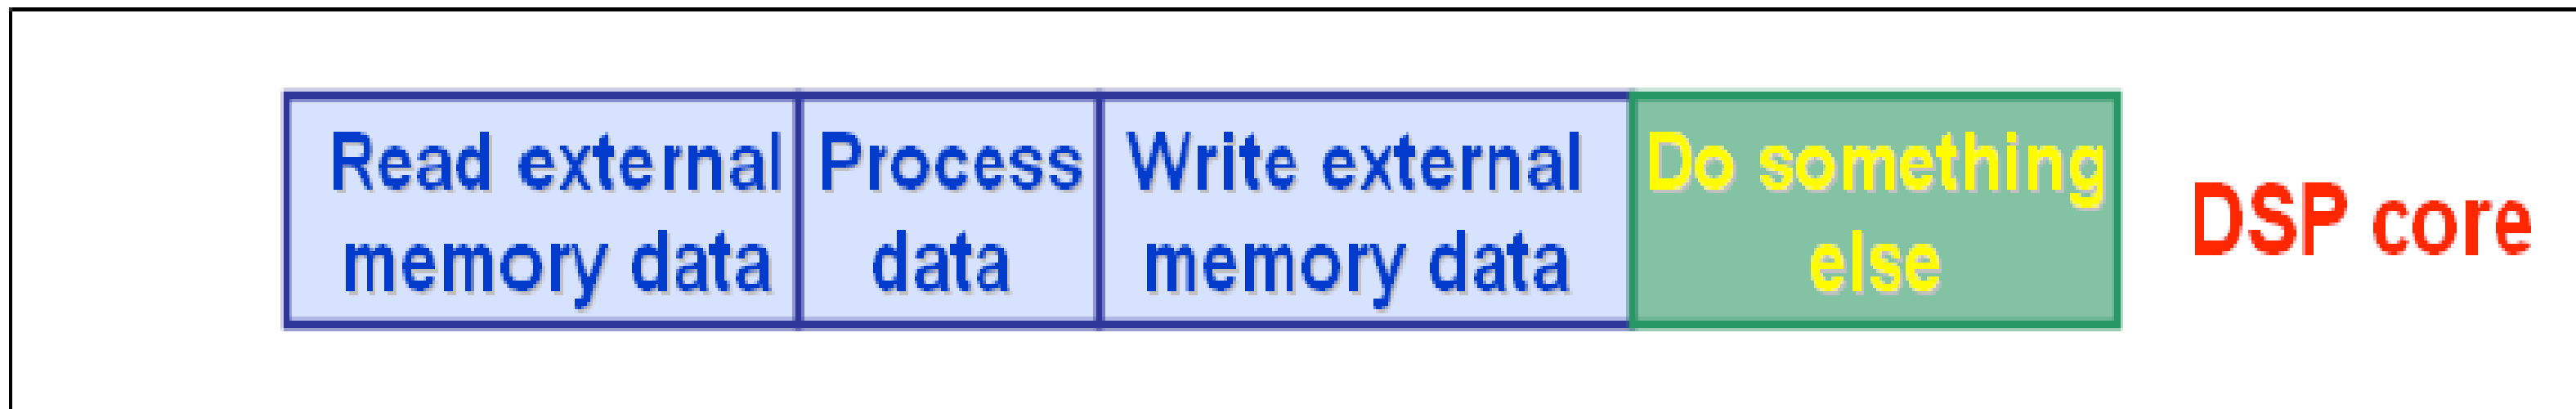 Read external
memory data
Process
data
Write external
memory data
Do something
else
DSP core